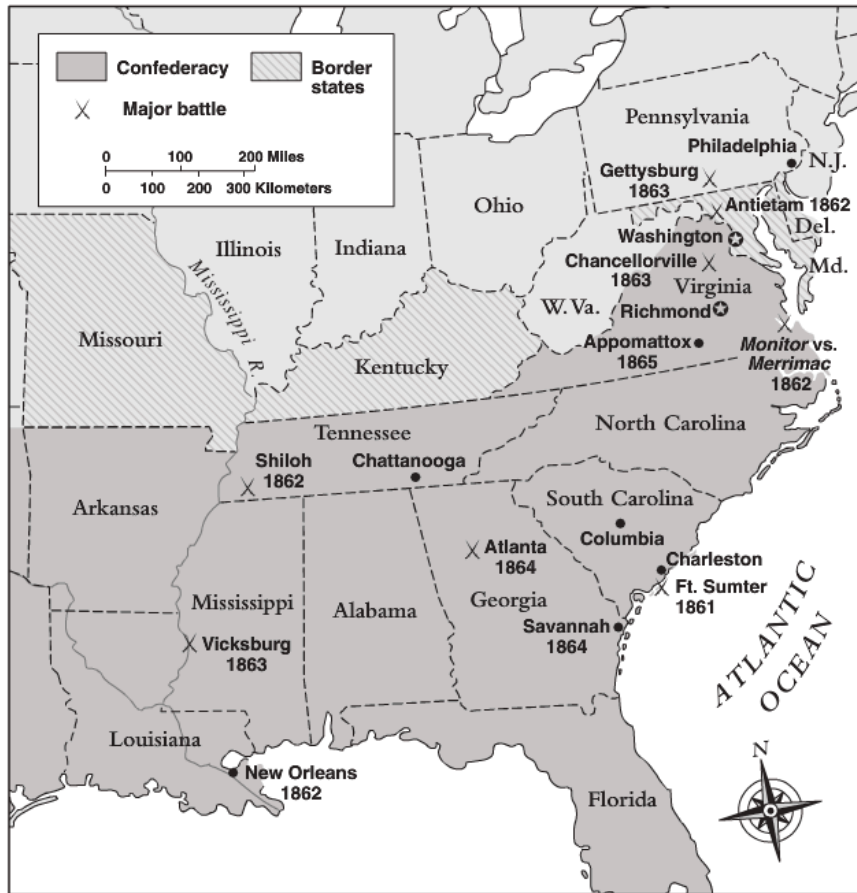 Confederacy
Border
states
Major battle
0 100 200 Miles
0 100 200 300 Kilometers
Pennsylvania
Philadelphia
N.J.
Gettysburg
1863
Ohio
Antietam 1862
Illinois
Indiana
Washington
Del.
Chancellorville
1863
Md.
Mississippi R.
Virginia
W. Va.
Richmond
Missouri
Appomattox
1865
Monitor vs.
Merrimac
1862
Kentucky
Tennessee
North Carolina
Shiloh
1862
Chattanooga
Arkansas
South Carolina
Columbia
Atlanta
1864
Charleston
Ft. Sumter
1861
Mississippi
Alabama
Georgia
Savannah
1864
Vicksburg
1863
ATLANTIC
OCEAN
Louisiana
N
New Orleans
1862
Florida